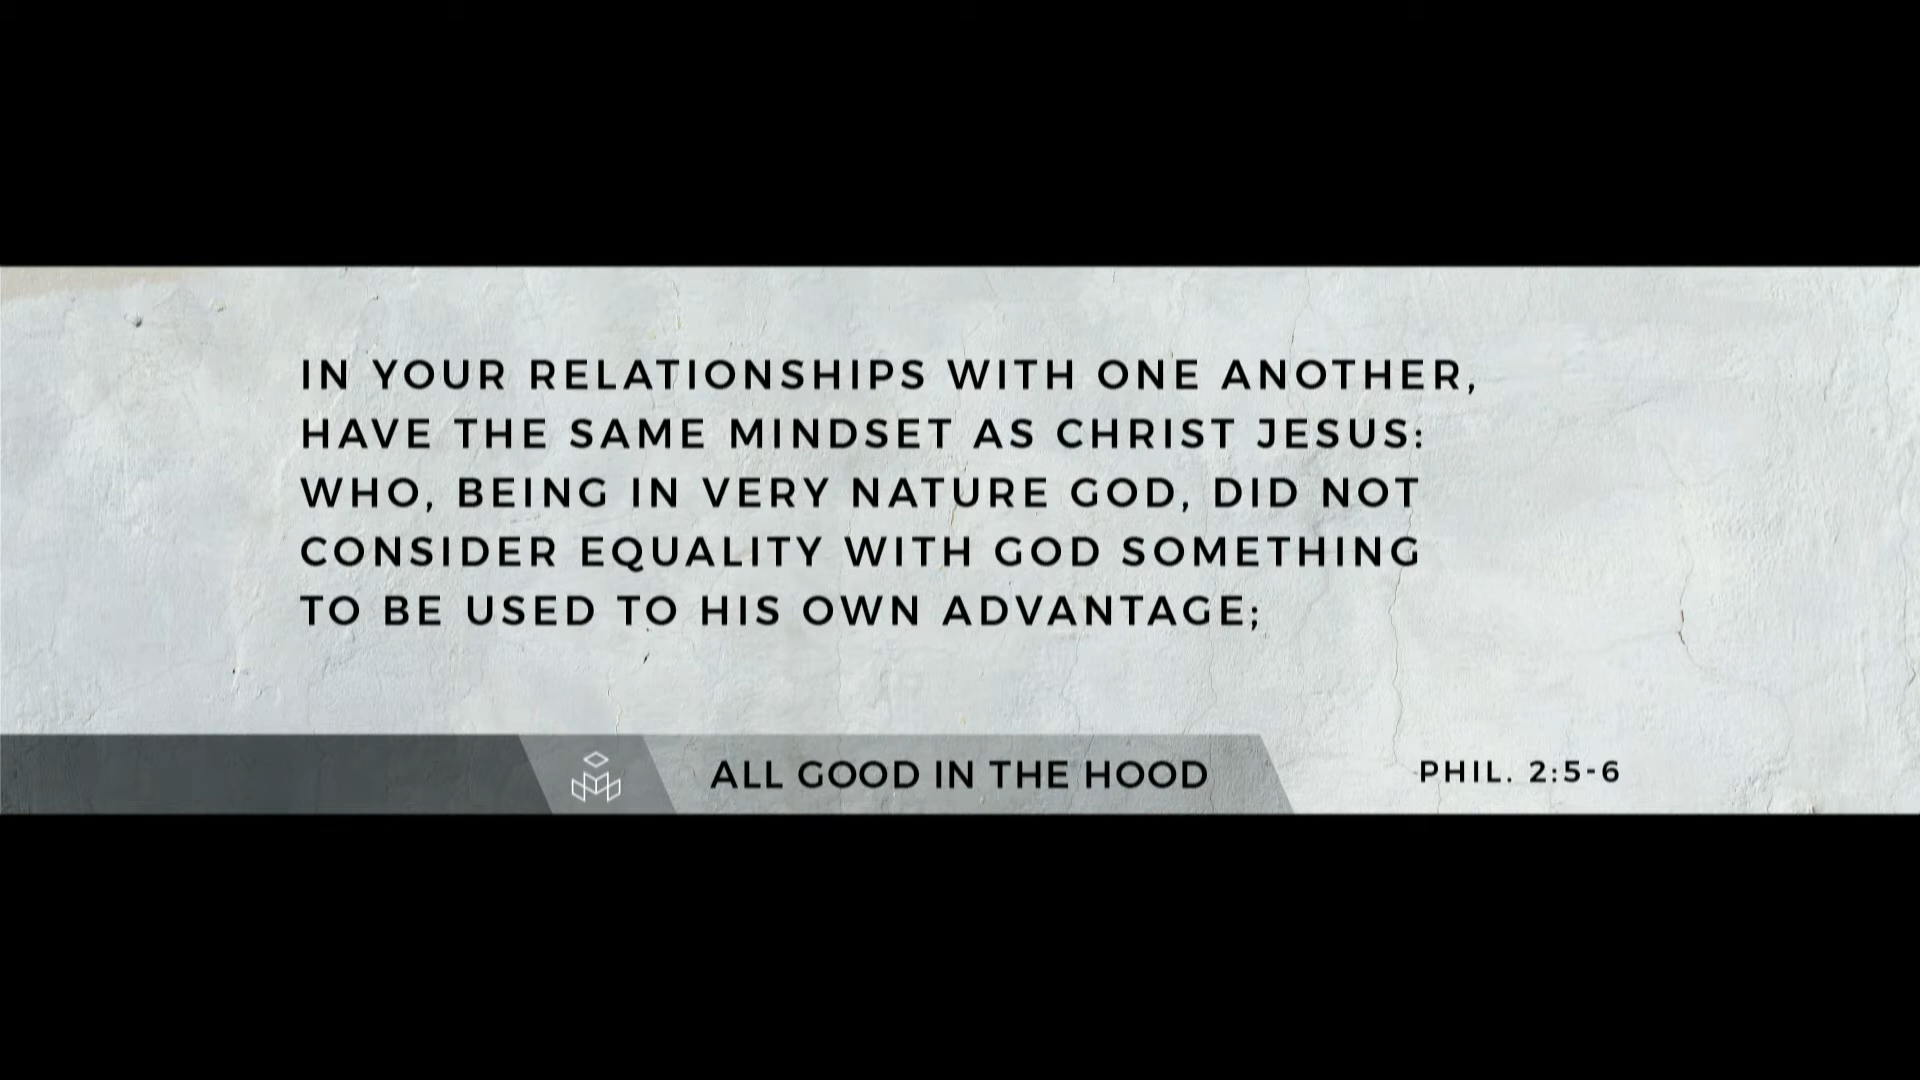 IN YOUR RELATIONSHIPS WITH ONE ANOTHER,
HAVE THE SAME MINDSET AS CHRIST JESUS:
WHO, BEING IN VERY NATURE GOD, DID NOT
CONSIDER EQUALITY WITH GOD SOMETHING
TO BE USED TO HIS OWN ADVANTAGE;
ALL GOOD IN THE HOOD
PHIL. 2:5-6